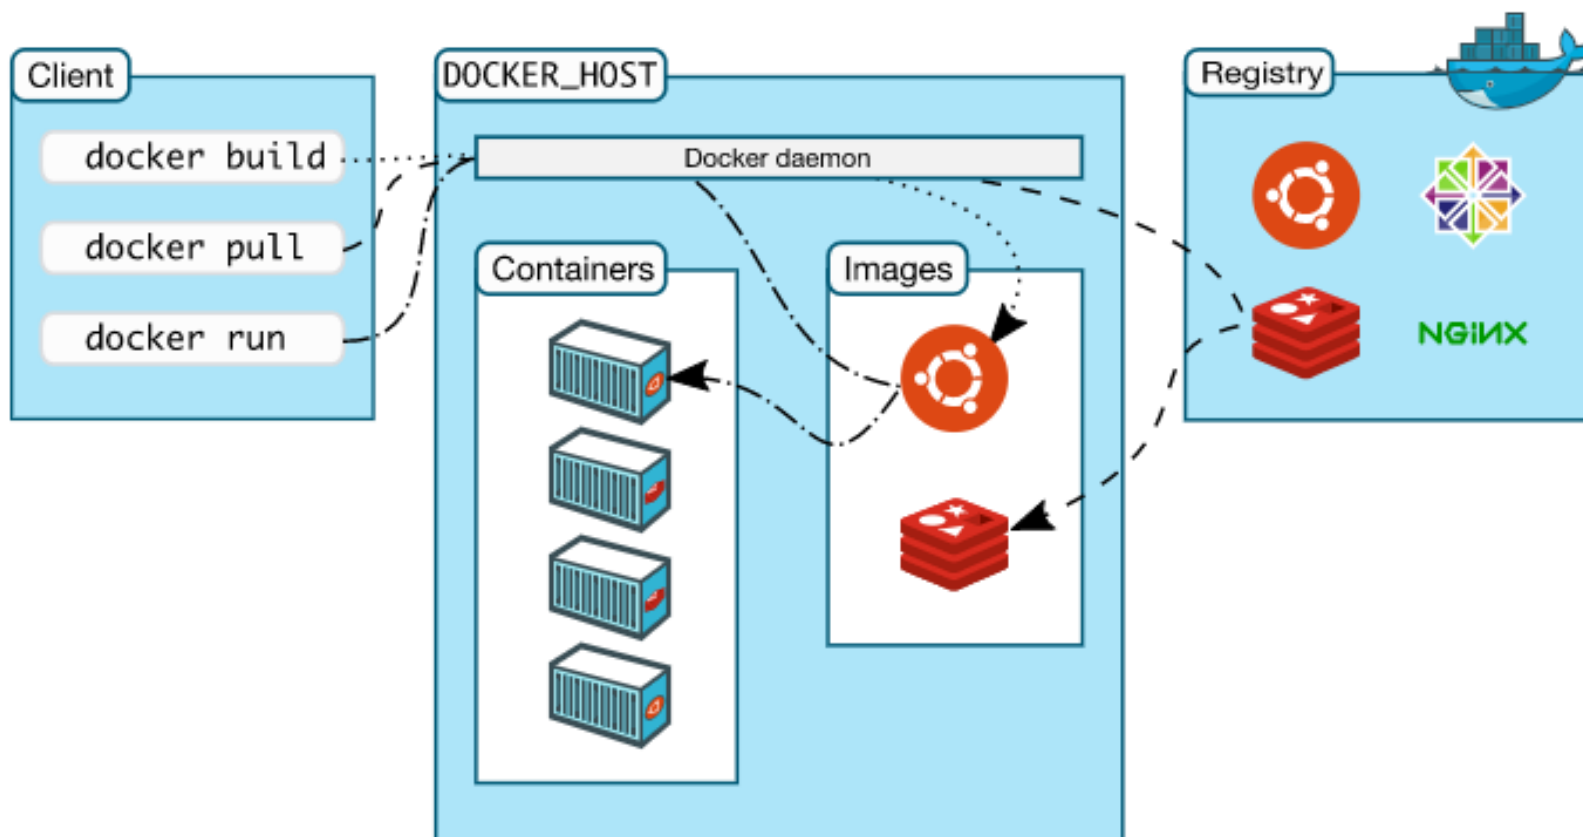 Client
docker build
docker pull
docker run
DOCKER_HOST
Docker daemon
Containers
Images
Registry
NGiNX